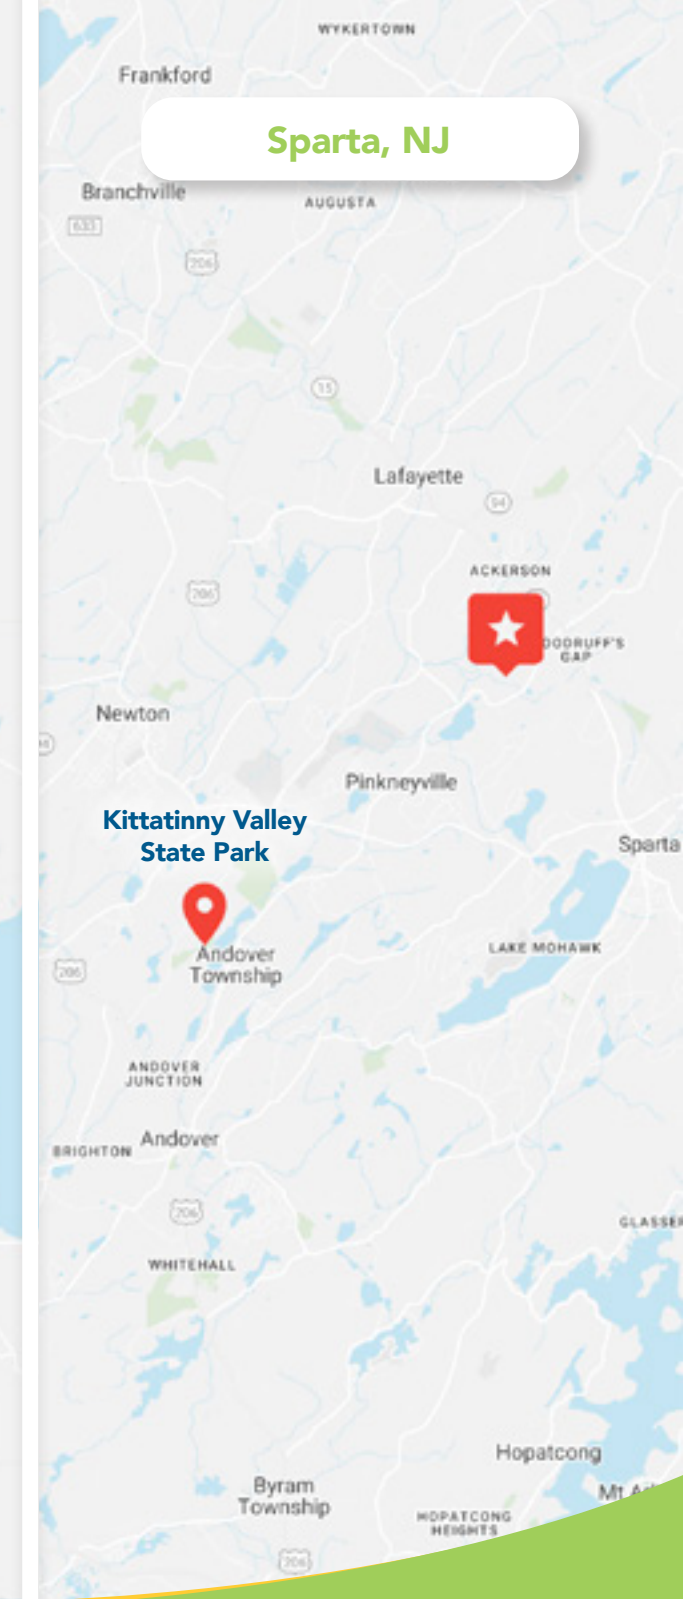 WYKERTOWN
Frankford
Sparta, NJ
Branchville
AUGUSTA
633
206
15
Lafayette
94
ACKERSON
206
GAP
Newton
Pinkneyville
Kittatinny Valley
State Park
Sparta
LAKE MOHAWK
Andover
Township
206
ANDOVER
JUNCTION
Andover
BRIGHTON
206
GLASSER
WHITEHALL
Hopatcong
Byram
Township
Mt
HOPATCONG
HEIGHTS
206